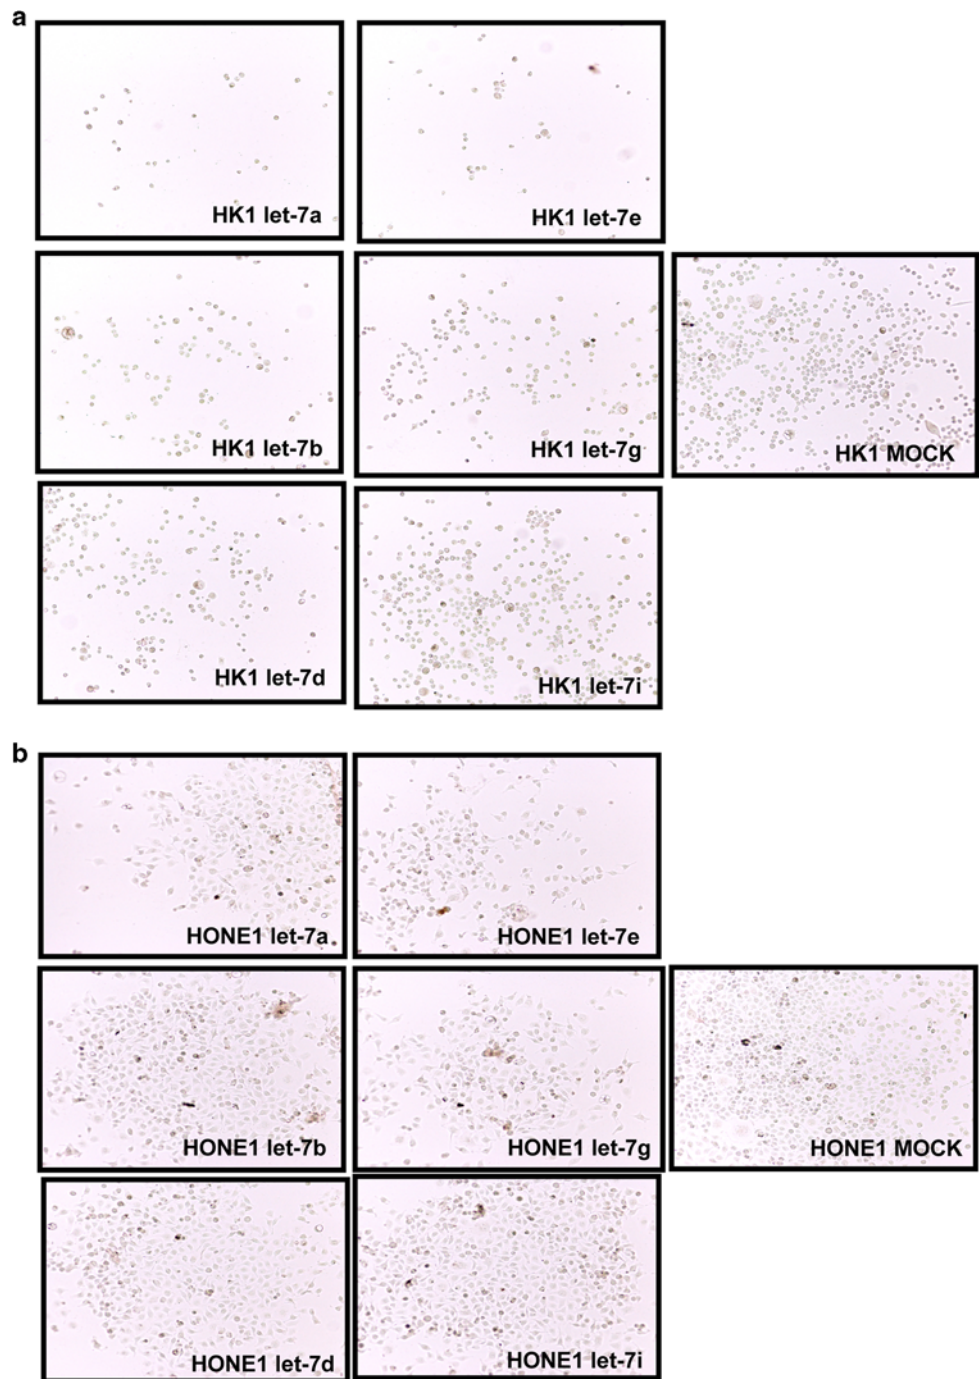 a
HK1 let-7a
HK1 let-7e
HK1 let-7b
HK1 let-7g
HK1 MOCK
HK1 let-7d
HK1 let-7i
b
HONE1 let-7a
HONE1 let-7e
HONE1 let-7b
HONE1 let-7g
HONE1 MOCK
HONE1 let-7d
HONE1 let-7i